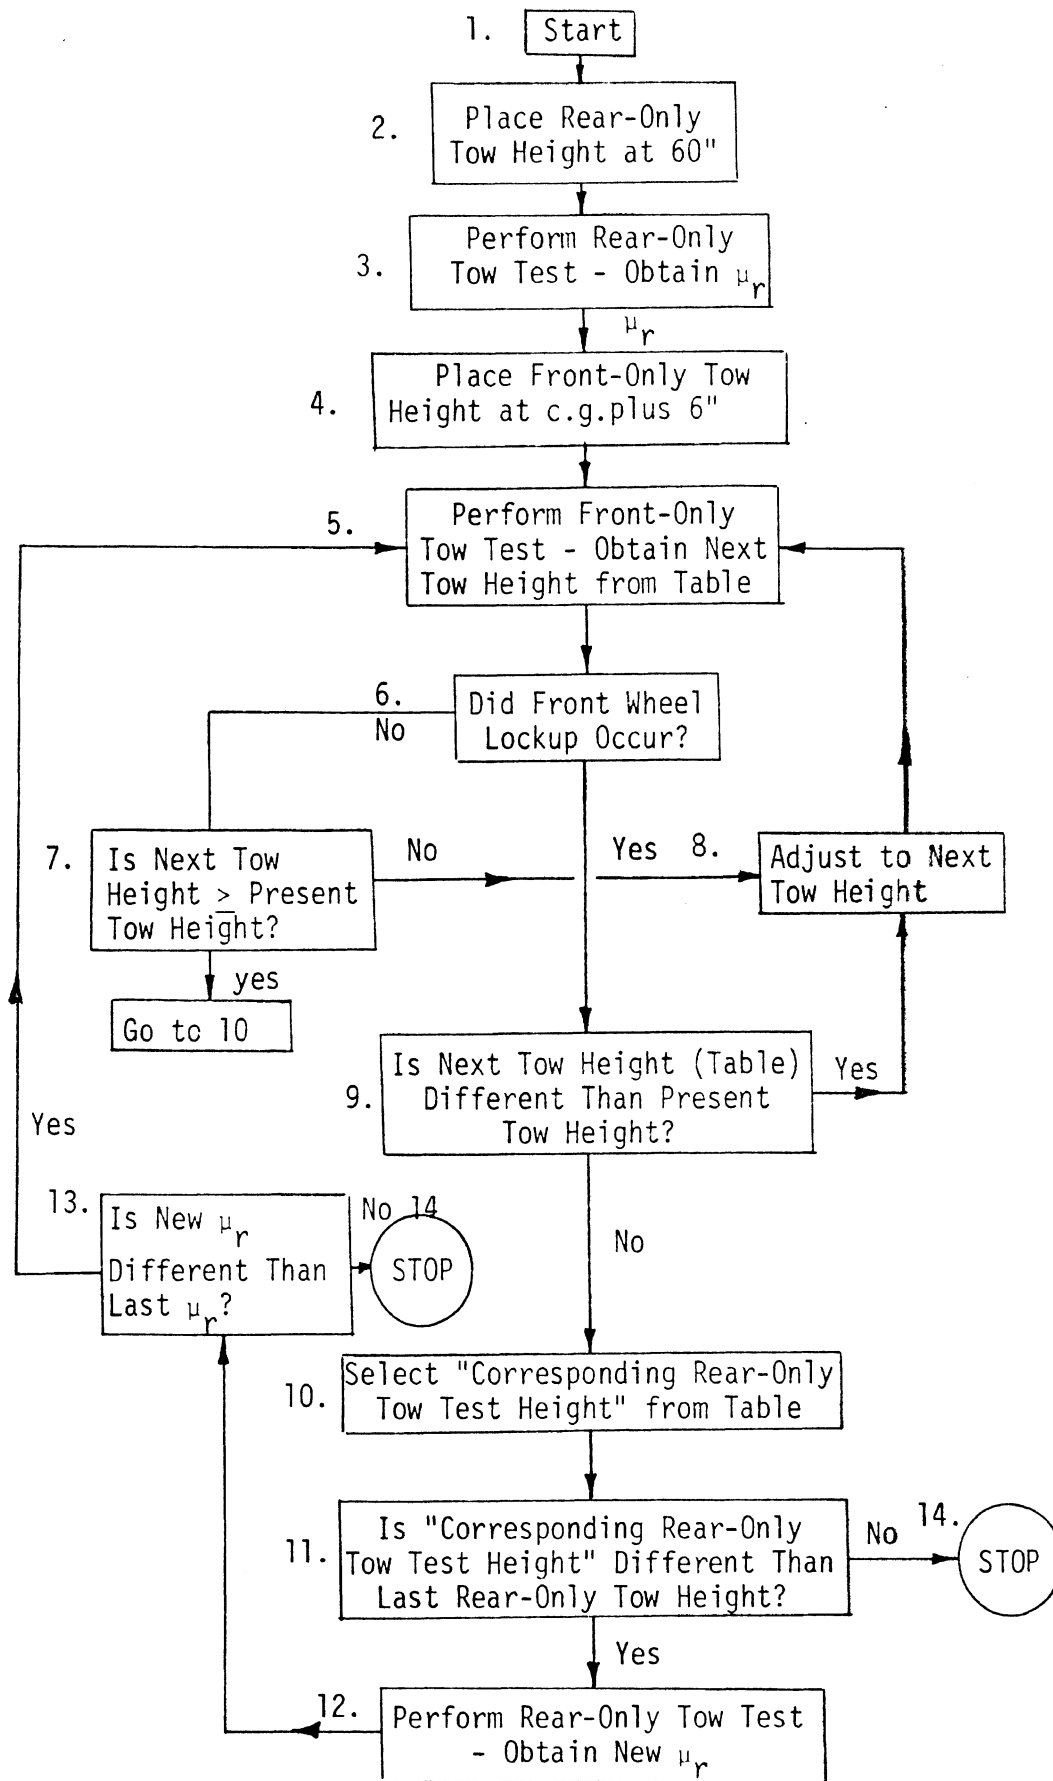 1. Start
2. Place Rear-Only
Tow Height at 60"
3. Perform Rear-Only
Tow Test - Obtain μr
μr
4. Place Front-Only Tow
Height at c.g.plus 6"
5. Perform Front-Only
Tow Test - Obtain Next
Tow Height from Table
6. Did Front Wheel
Lockup Occur?
No
7. Is Next Tow
Height ≥ Present
Tow Height?
No
Yes
8. Adjust to Next
Tow Height
yes
Go to 10
9. Is Next Tow Height (Table)
Different Than Present
Tow Height?
Yes
Yes
No
13. Is New μr
Different Than
Last μr?
No 14
STOP
10. Select "Corresponding Rear-Only
Tow Test Height" from Table
11. Is "Corresponding Rear-Only
Tow Test Height" Different Than
Last Rear-Only Tow Height?
No 14.
STOP
Yes
12. Perform Rear-Only Tow Test
- Obtain New μr